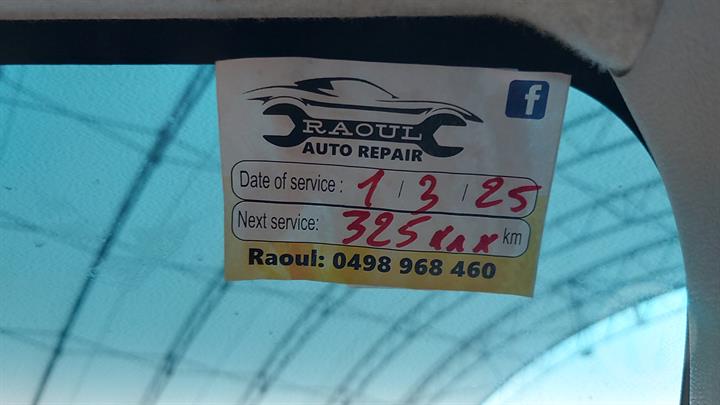 f
RAOUL
AUTO REPAIR
Date of service : 1 / 3 / 25
Next service: 325xxx km
Raoul: 0498 968 460